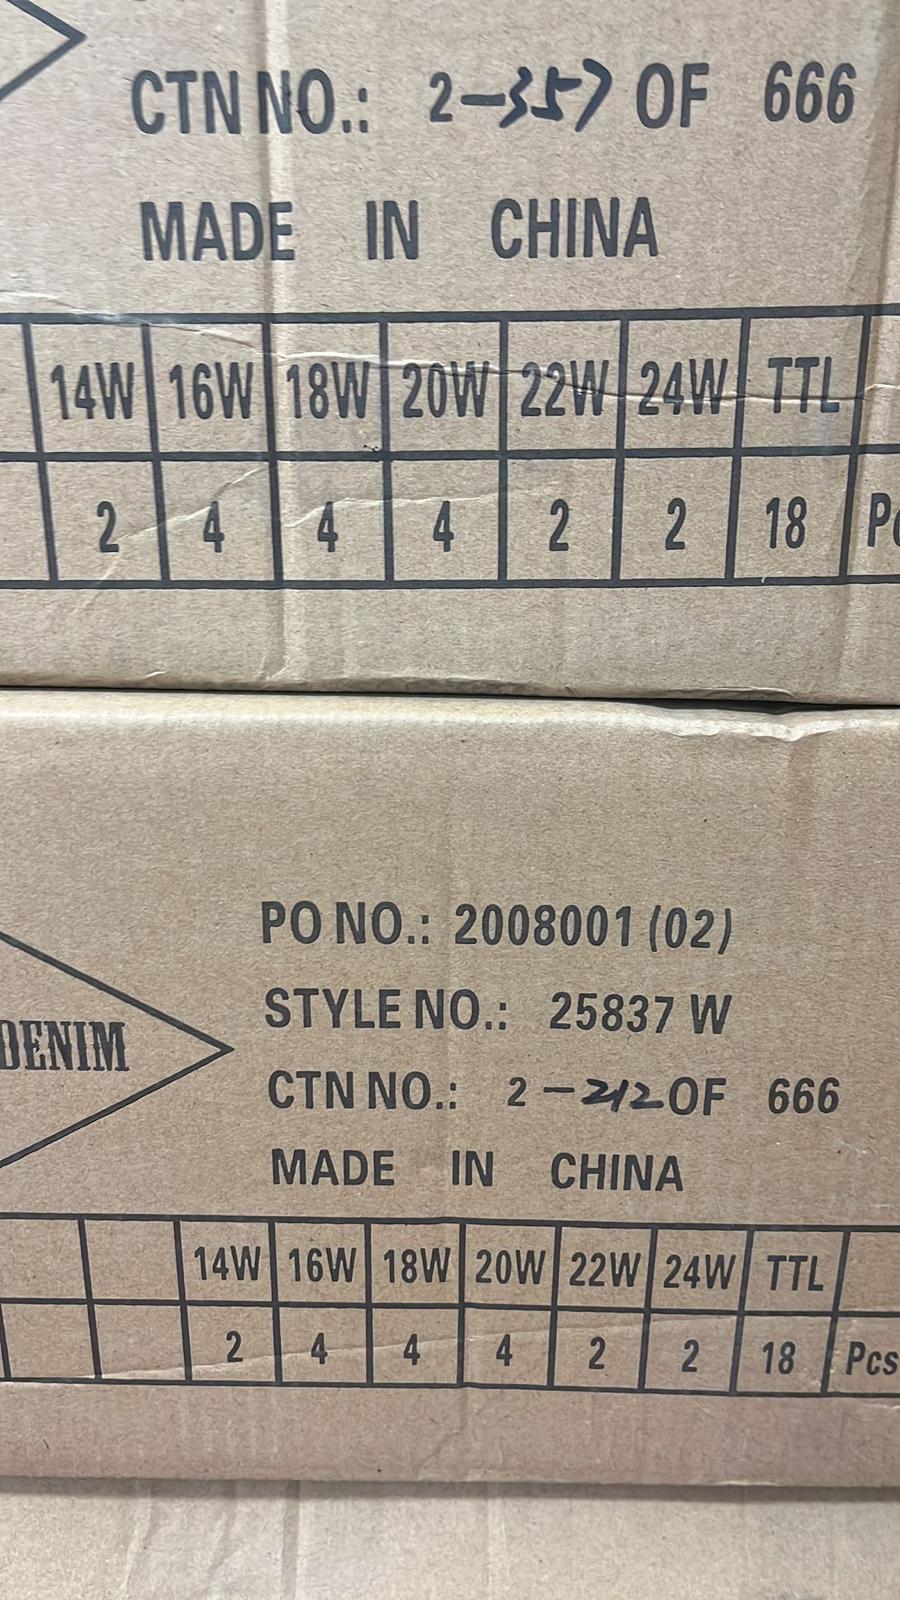 CTN NO.: 2-357 OF 666
MADE IN CHINA
14W 16W 18W 20W 22W 24W TTL
2 4 4 4 2 2 18
PO NO.: 2008001 (02)
STYLE NO.: 25837 W
DENIM
CTN NO.: 2-212 OF 666
MADE IN CHINA
14W 16W 18W 20W 22W 24W TTL
2 4 4 4 2 2 18 Pcs